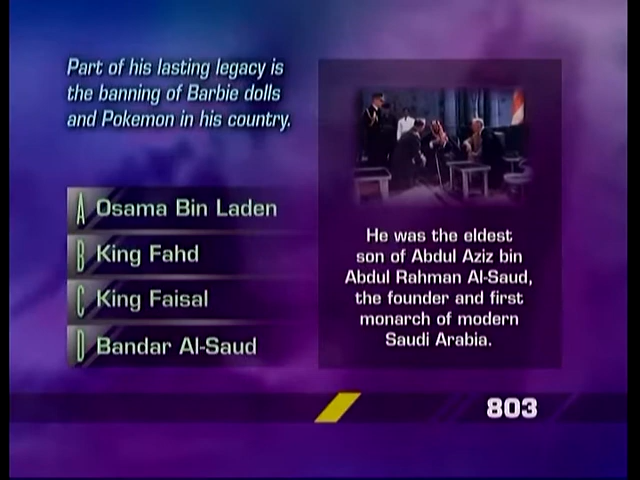 Part of his lasting legacy is
the banning of Barbie dolls
and Pokemon in his country.
A Osama Bin Laden
B King Fahd
C King Faisal
D Bandar Al-Saud
He was the eldest
son of Abdul Aziz bin
Abdul Rahman Al-Saud,
the founder and first
monarch of modern
Saudi Arabia.
803